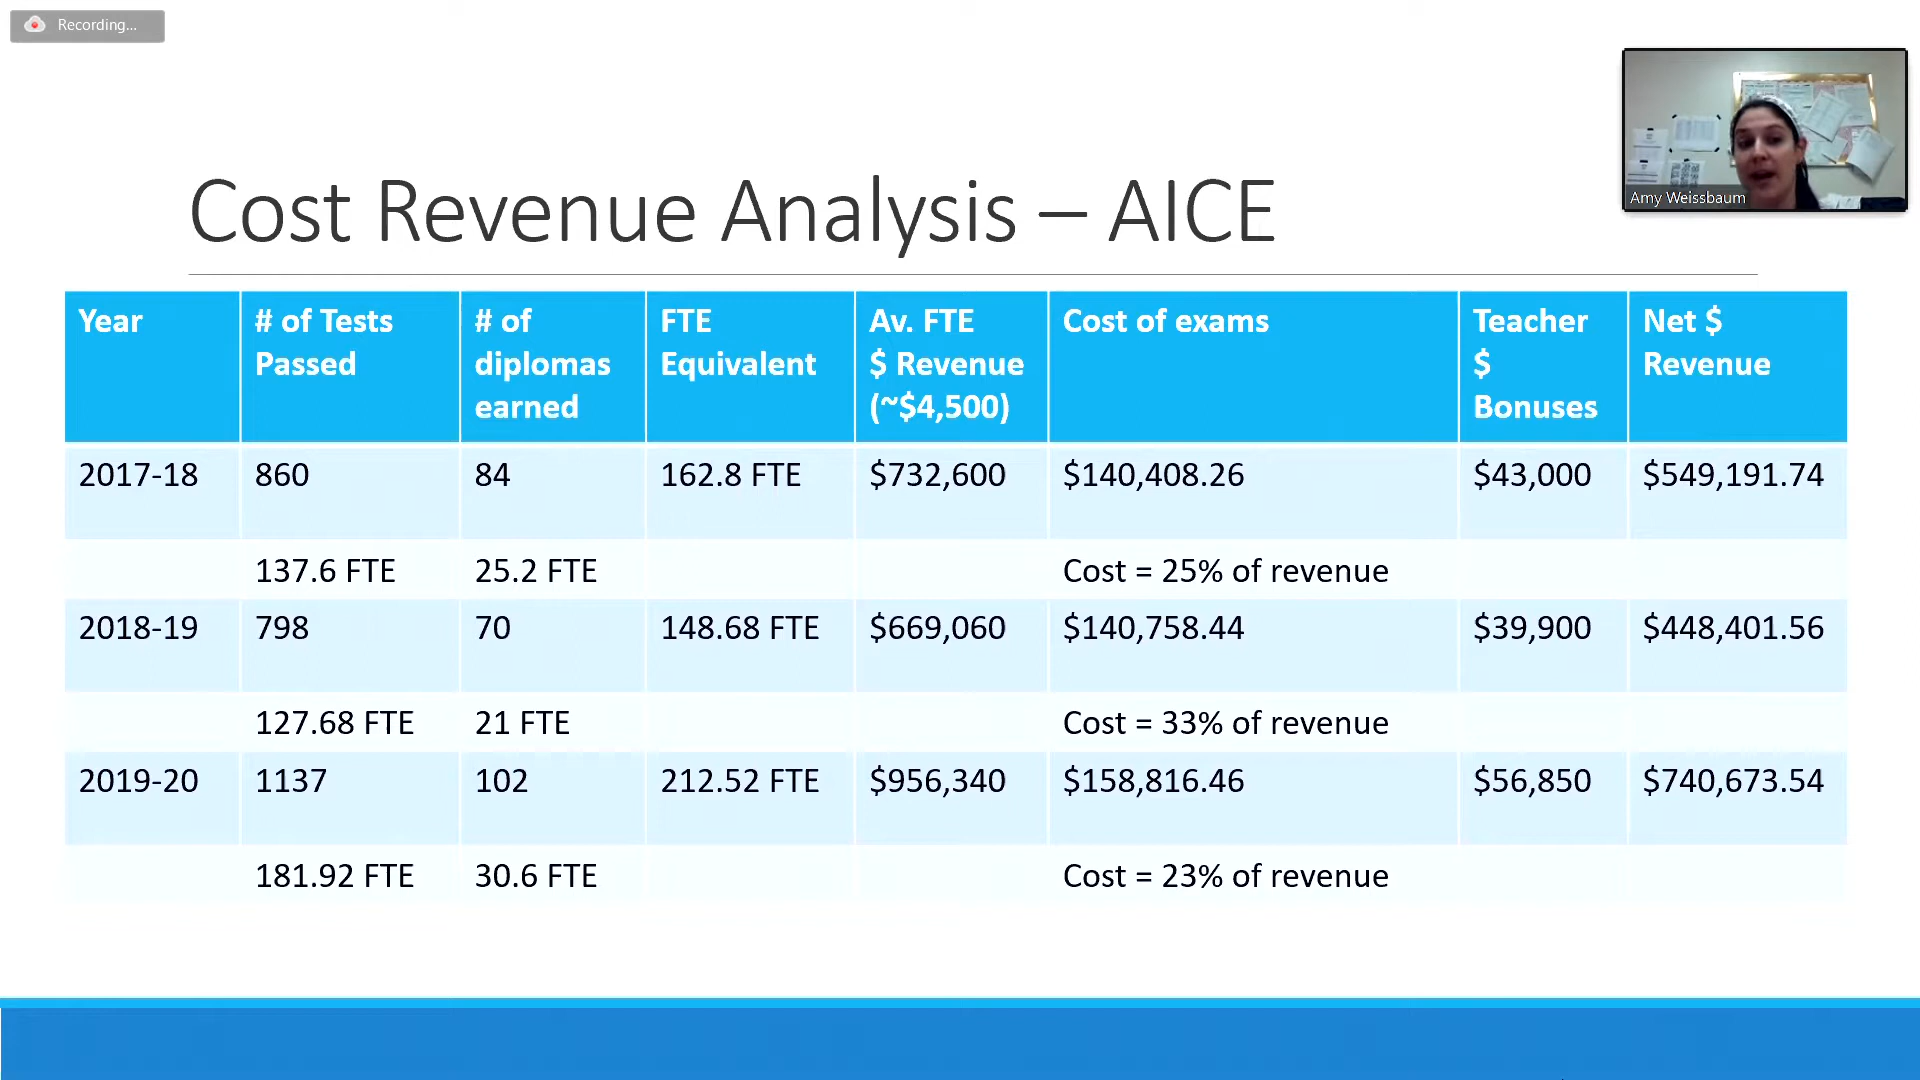 Recording...
Amy Weissbaum
Cost Revenue Analysis – AICE
Year # of Tests Passed # of diplomas earned FTE Equivalent Av. FTE $ Revenue (~$4,500) Cost of exams Teacher $ Bonuses Net $ Revenue
2017-18 860 84 162.8 FTE $732,600 $140,408.26 $43,000 $549,191.74
137.6 FTE 25.2 FTE Cost = 25% of revenue
2018-19 798 70 148.68 FTE $669,060 $140,758.44 $39,900 $448,401.56
127.68 FTE 21 FTE Cost = 33% of revenue
2019-20 1137 102 212.52 FTE $956,340 $158,816.46 $56,850 $740,673.54
181.92 FTE 30.6 FTE Cost = 23% of revenue